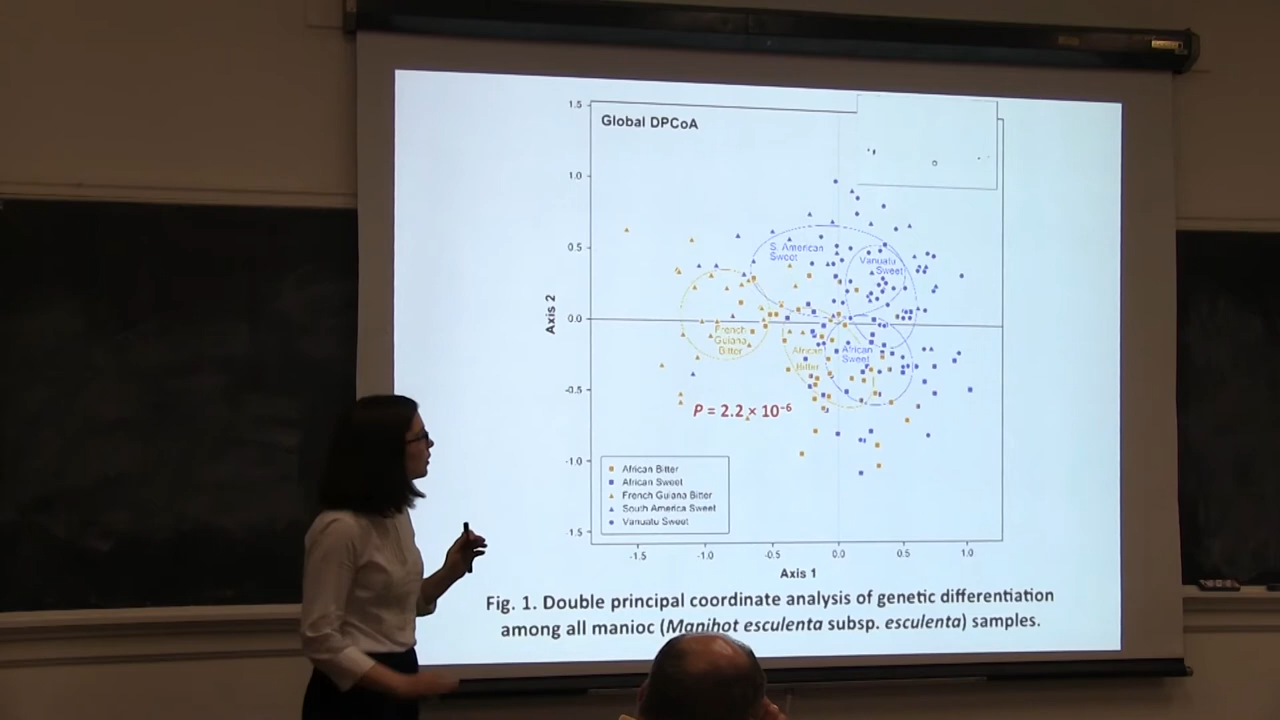 Global DPCoA
1.5
1.0
0.5
0.0
-0.5
-1.0
-1.5
Axis 2
S. American
Sweet
Vanuatu
Sweet
French
Guiana
Bitter
African
Bitter
African
Sweet
P = 2.2 × 10⁻⁶
African Bitter
African Sweet
French Guiana Bitter
South America Sweet
Vanuatu Sweet
-1.5 -1.0 -0.5 0.0 0.5 1.0
Axis 1
Fig. 1. Double principal coordinate analysis of genetic differentiation
among all manioc (Manihot esculenta subsp. esculenta) samples.